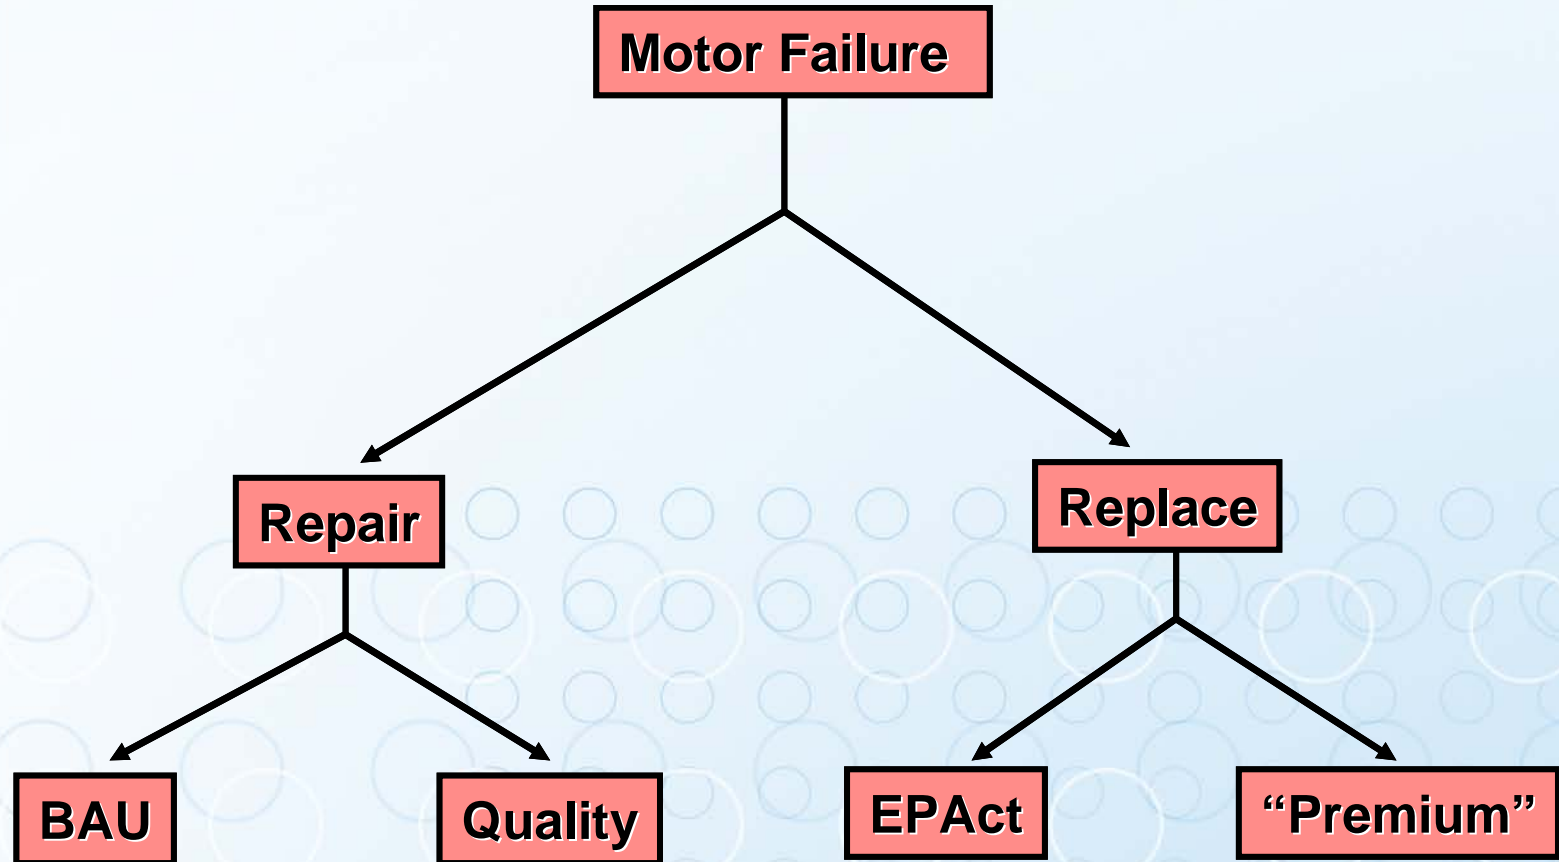 Motor Failure
Repair
Replace
BAU
Quality
EPAct
“Premium”